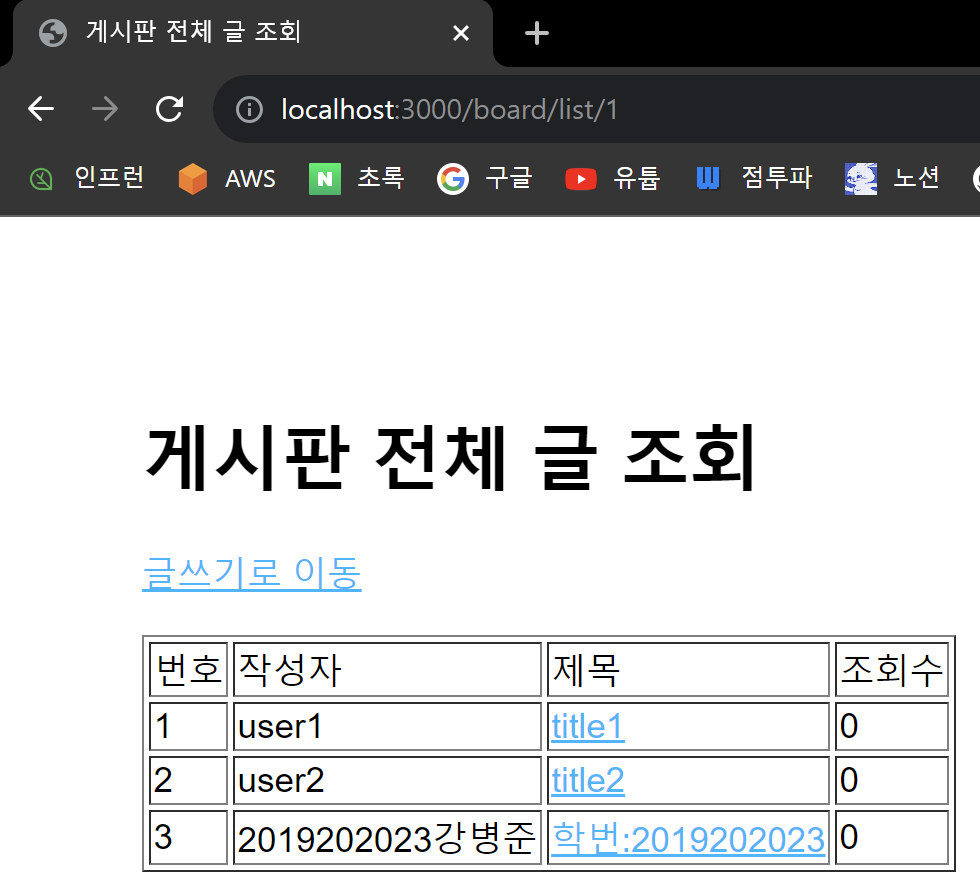 게시판 전체 글 조회
localhost:3000/board/list/1
인프런 AWS N 초록 구글 유튭 점투파 노션
게시판 전체 글 조회
글쓰기로 이동
번호 작성자 제목 조회수
1 user1 title1 0
2 user2 title2 0
3 2019202023강병준 학번:2019202023 0